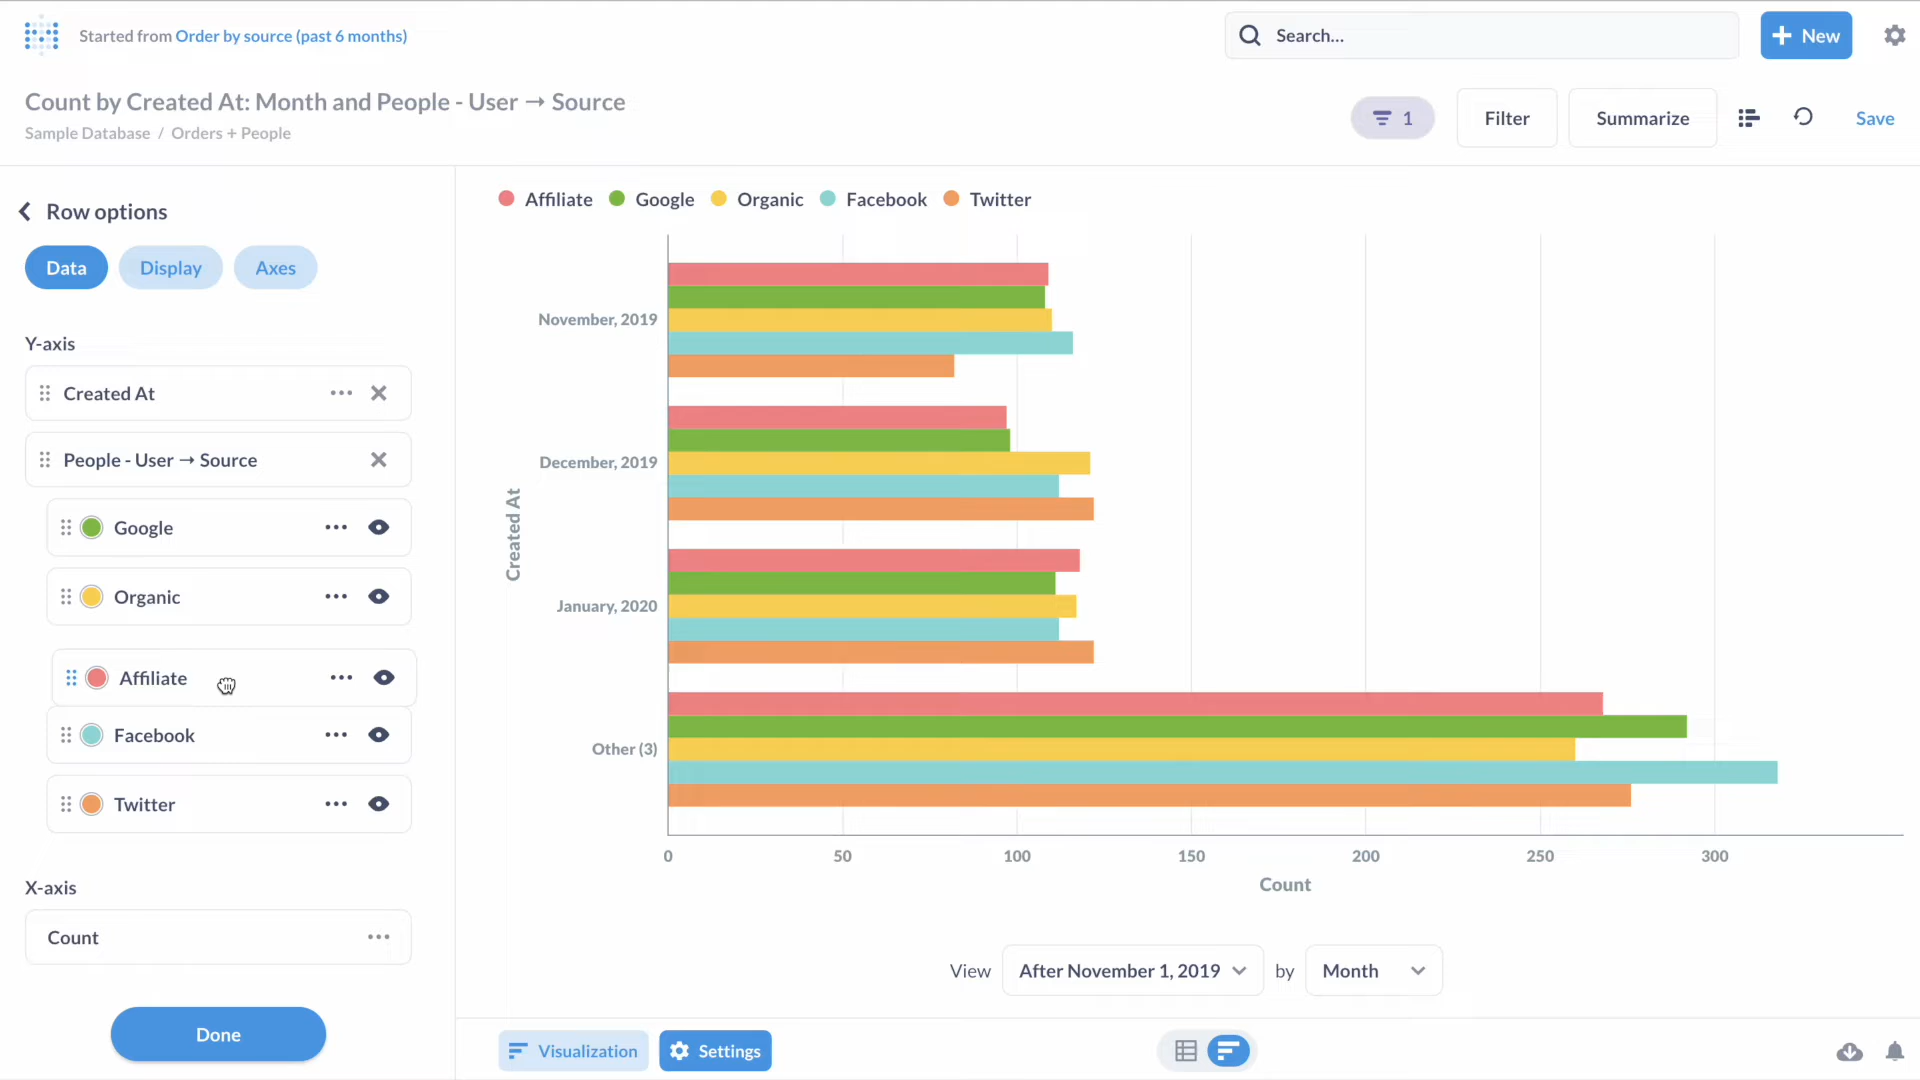 Started from Order by source (past 6 months)
Search...
New
Count by Created At: Month and People - User → Source
Sample Database / Orders + People
1
Filter
Summarize
Save
Row options
Data
Display
Axes
Y-axis
Created At
People - User → Source
Google
Organic
Affiliate
Facebook
Twitter
X-axis
Count
Done
Affiliate Google Organic Facebook Twitter
Created At
November, 2019
December, 2019
January, 2020
Other (3)
0 50 100 150 200 250 300
Count
View After November 1, 2019 by Month
Visualization
Settings